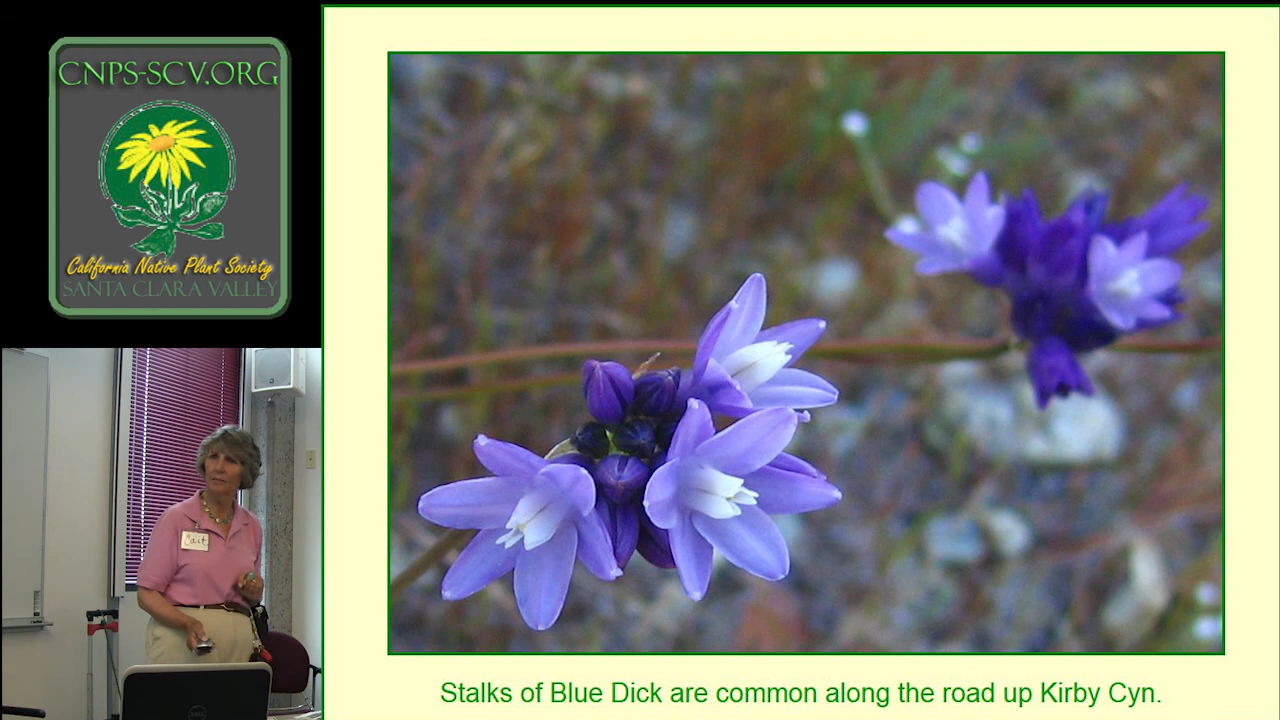 CNPS-SCV.ORG
California Native Plant Society
SANTA CLARA VALLEY
Stalks of Blue Dick are common along the road up Kirby Cyn.
DELL